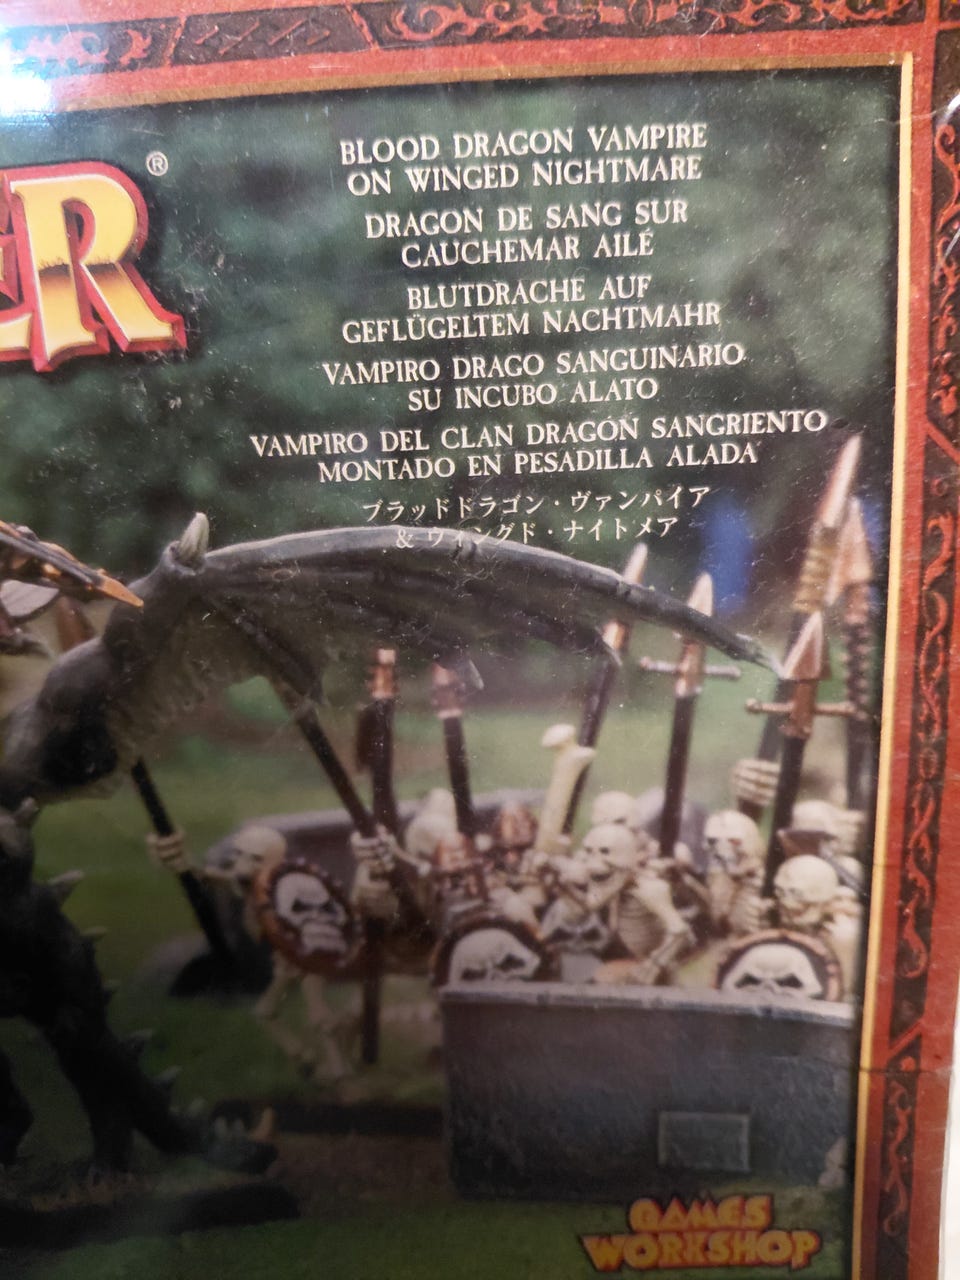 ER ®
BLOOD DRAGON VAMPIRE
ON WINGED NIGHTMARE
DRAGON DE SANG SUR
CAUCHEMAR AILÉ
BLUTDRACHE AUF
GEFLÜGELTEM NACHTMAHR
VAMPIRO DRAGO SANGUINARIO
SU INCUBO ALATO
VAMPIRO DEL CLAN DRAGÓN SANGRIENTO
MONTADO EN PESADILLA ALADA
ブラッドドラゴン・ヴァンパイア
& ウィングド・ナイトメア
GAMES
WORKSHOP